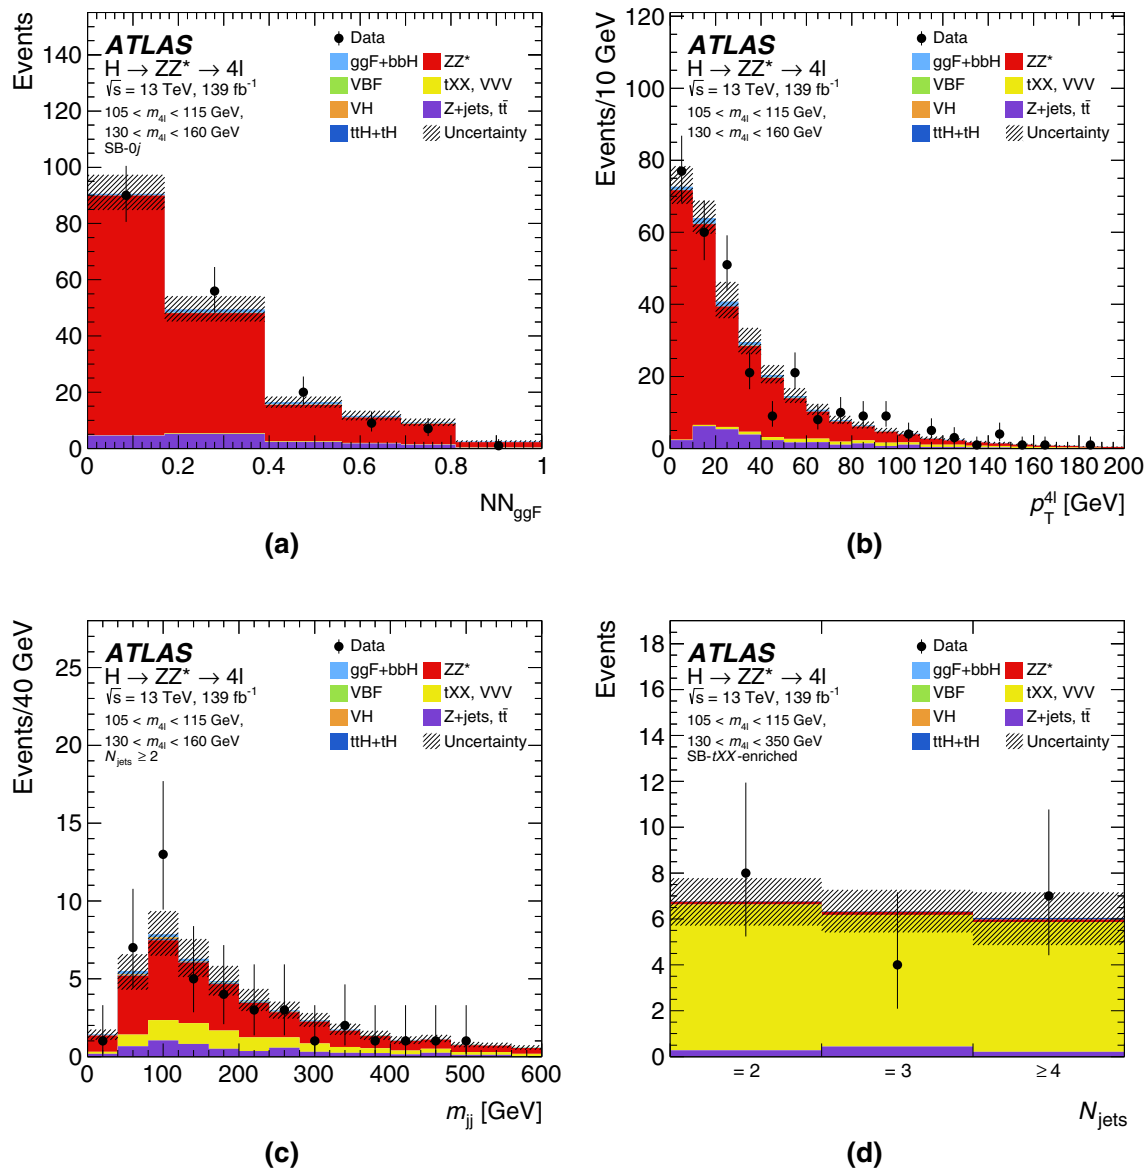 Events
140
120
100
80
60
40
20
0
ATLAS
H → ZZ* → 4l
√s = 13 TeV, 139 fb⁻¹
105 < m₄ₗ < 115 GeV,
130 < m₄ₗ < 160 GeV
SB-0j
Data
ggF+bbH ZZ*
VBF tXX, VVV
VH Z+jets, tt̄
ttH+tH Uncertainty
0 0.2 0.4 0.6 0.8 1
NN_ggF
(a)
Events/10 GeV
120
100
80
60
40
20
0
ATLAS
H → ZZ* → 4l
√s = 13 TeV, 139 fb⁻¹
105 < m₄ₗ < 115 GeV,
130 < m₄ₗ < 160 GeV
Data
ggF+bbH ZZ*
VBF tXX, VVV
VH Z+jets, tt̄
ttH+tH Uncertainty
0 20 40 60 80 100 120 140 160 180 200
p_T^4l [GeV]
(b)
Events/40 GeV
25
20
15
10
5
0
ATLAS
H → ZZ* → 4l
√s = 13 TeV, 139 fb⁻¹
105 < m₄ₗ < 115 GeV,
130 < m₄ₗ < 160 GeV
N_jets ≥ 2
Data
ggF+bbH ZZ*
VBF tXX, VVV
VH Z+jets, tt̄
ttH+tH Uncertainty
0 100 200 300 400 500 600
m_jj [GeV]
(c)
Events
18
16
14
12
10
8
6
4
2
0
ATLAS
H → ZZ* → 4l
√s = 13 TeV, 139 fb⁻¹
105 < m₄ₗ < 115 GeV,
130 < m₄ₗ < 350 GeV
SB-tXX-enriched
Data
ggF+bbH ZZ*
VBF tXX, VVV
VH Z+jets, tt̄
ttH+tH Uncertainty
= 2 = 3 ≥ 4
N_jets
(d)